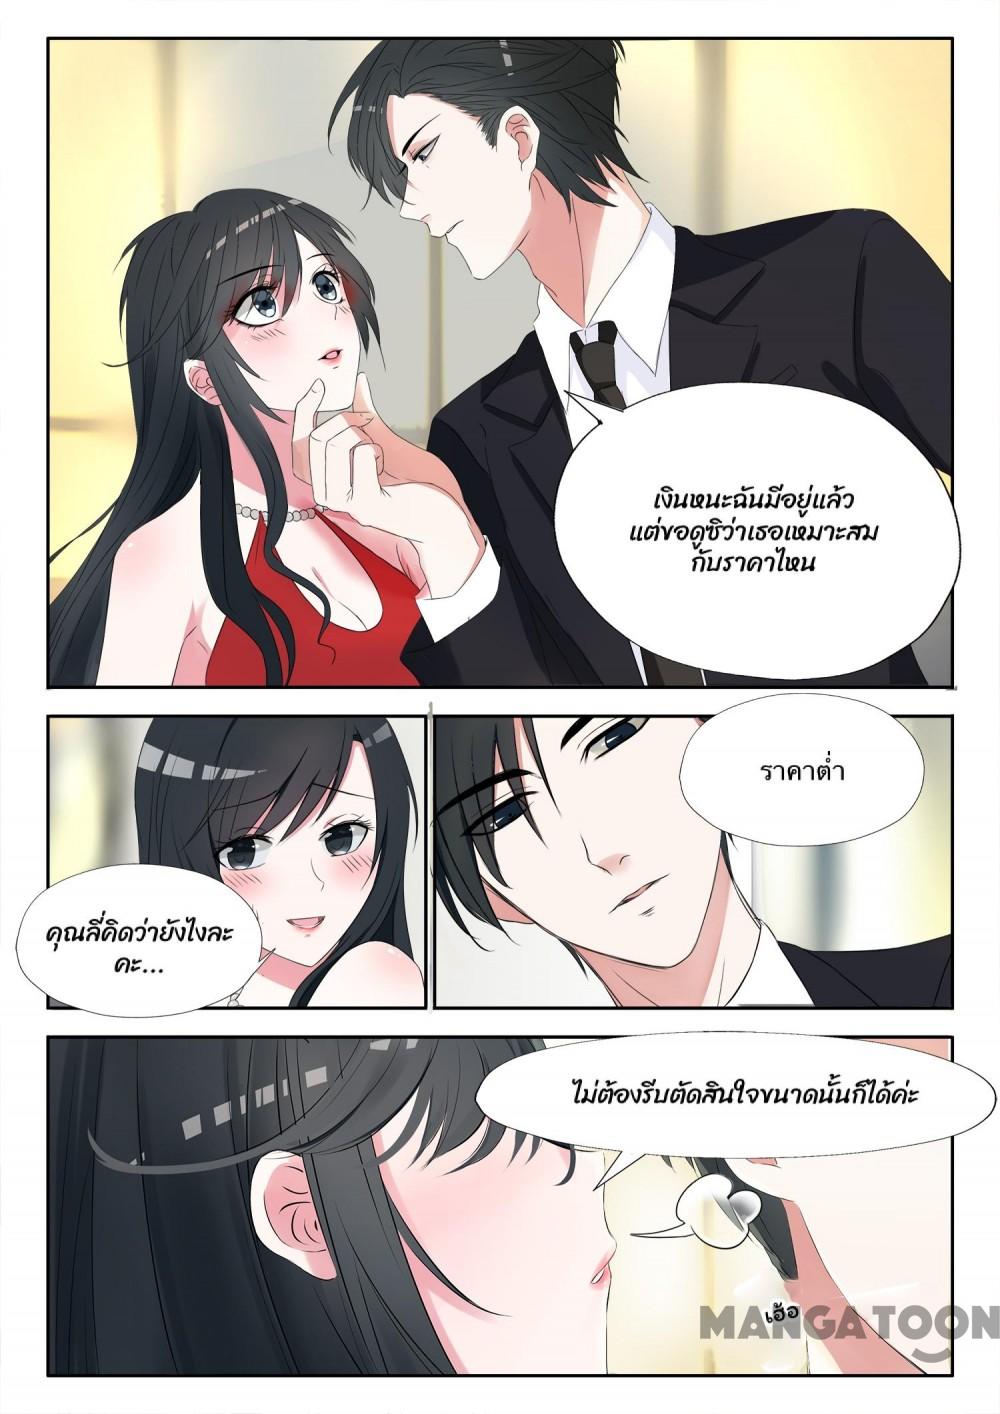 เงินหนะฉันมีอยู่แล้ว
แต่ขอดูซิว่าเธอเหมาะสม
กับราคาไหน
คุณลี่คิดว่ายังไงละ
คะ...
ราคาต่ำ
ไม่ต้องรีบตัดสินใจขนาดนั้นก็ได้ค่ะ
เฮ้อ
MANGATOON